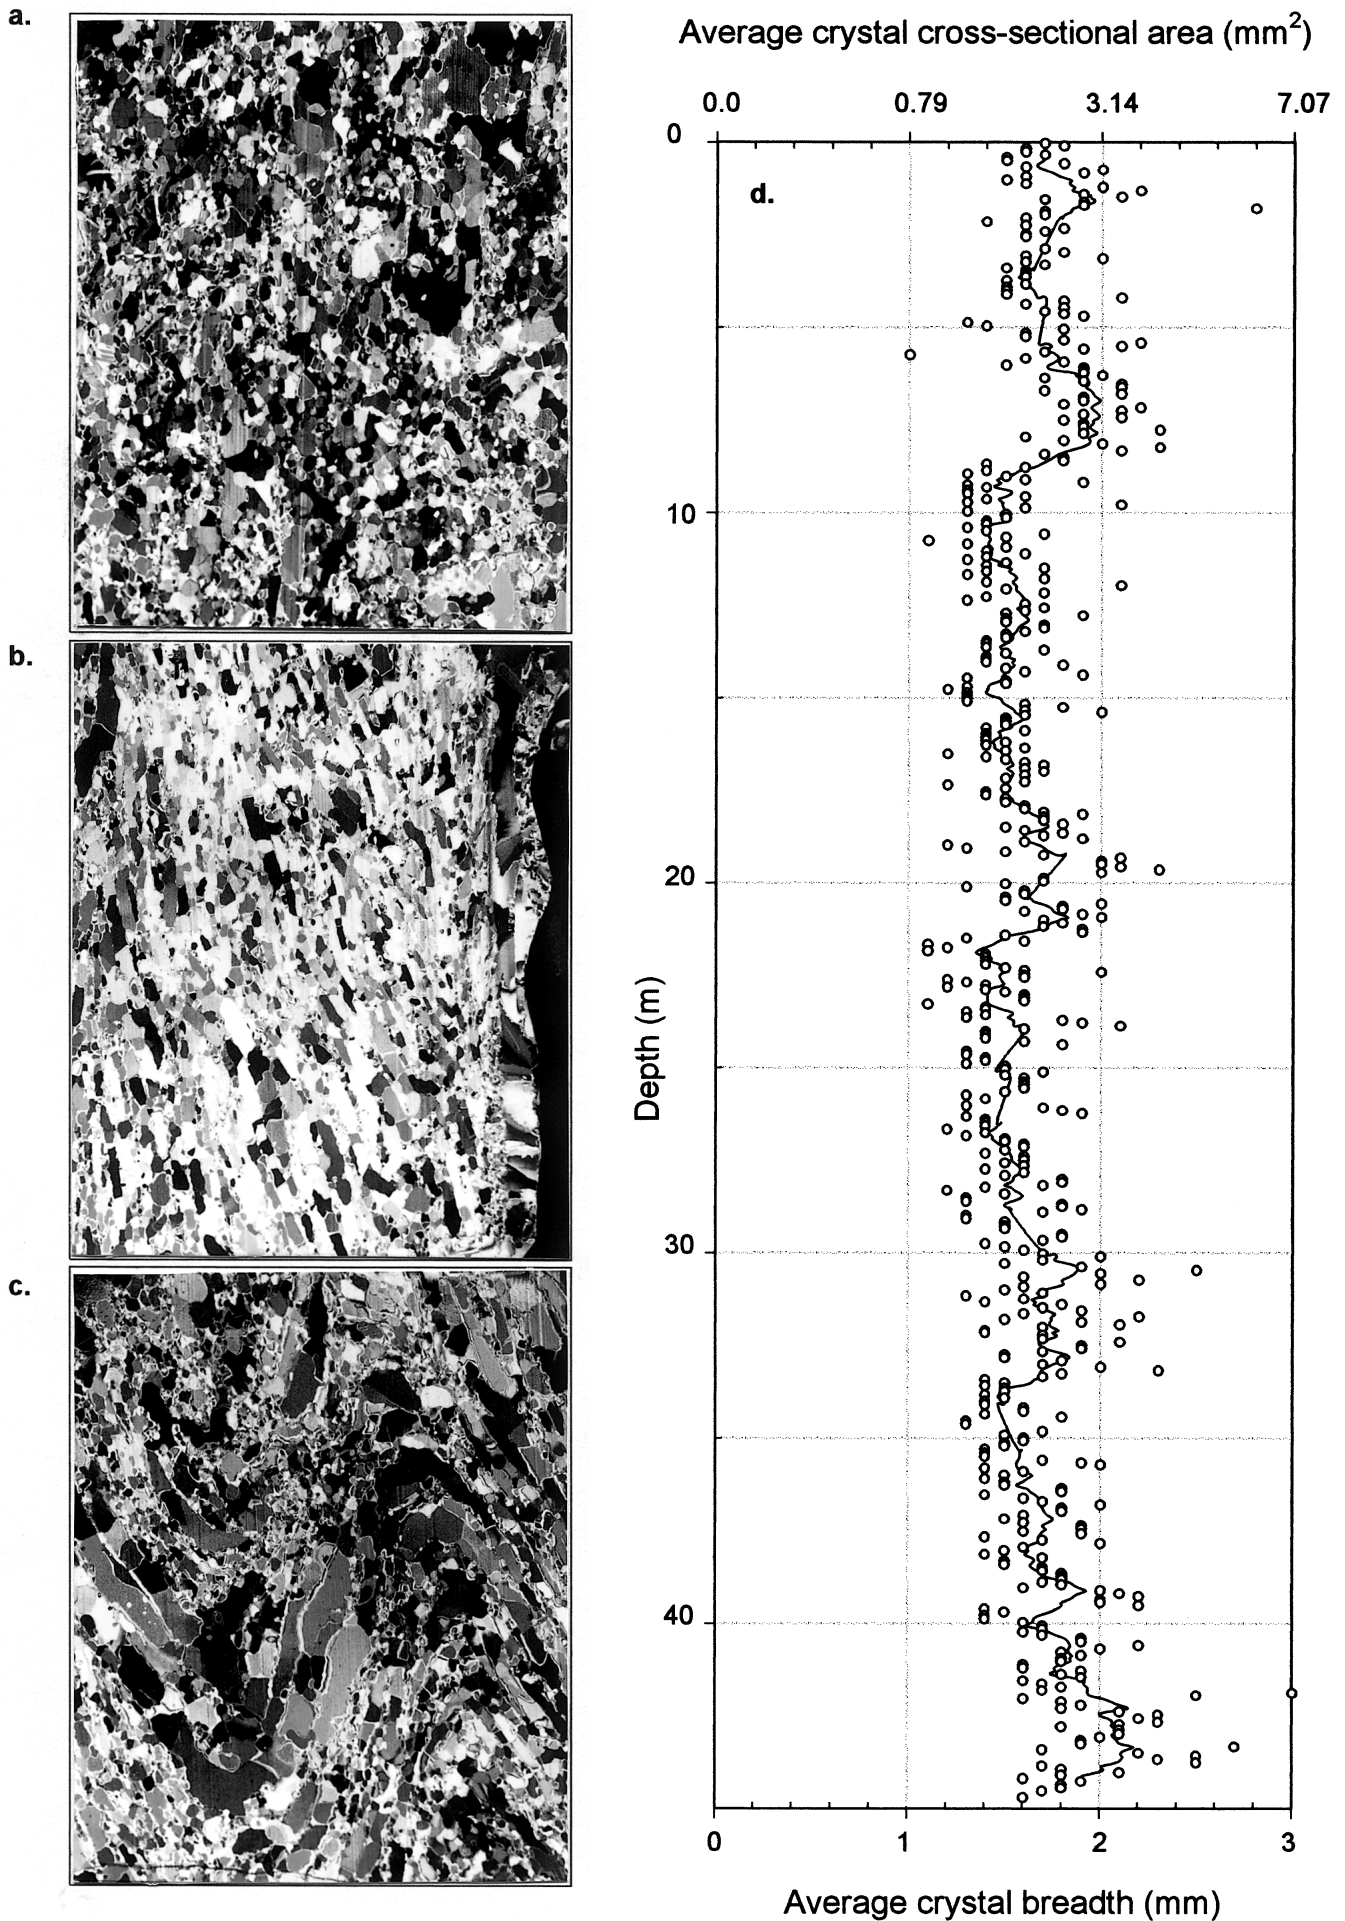 a.
b.
c.
Average crystal cross-sectional area (mm²)
0.0 0.79 3.14 7.07
d.
0
10
20
30
40
Depth (m)
0 1 2 3
Average crystal breadth (mm)